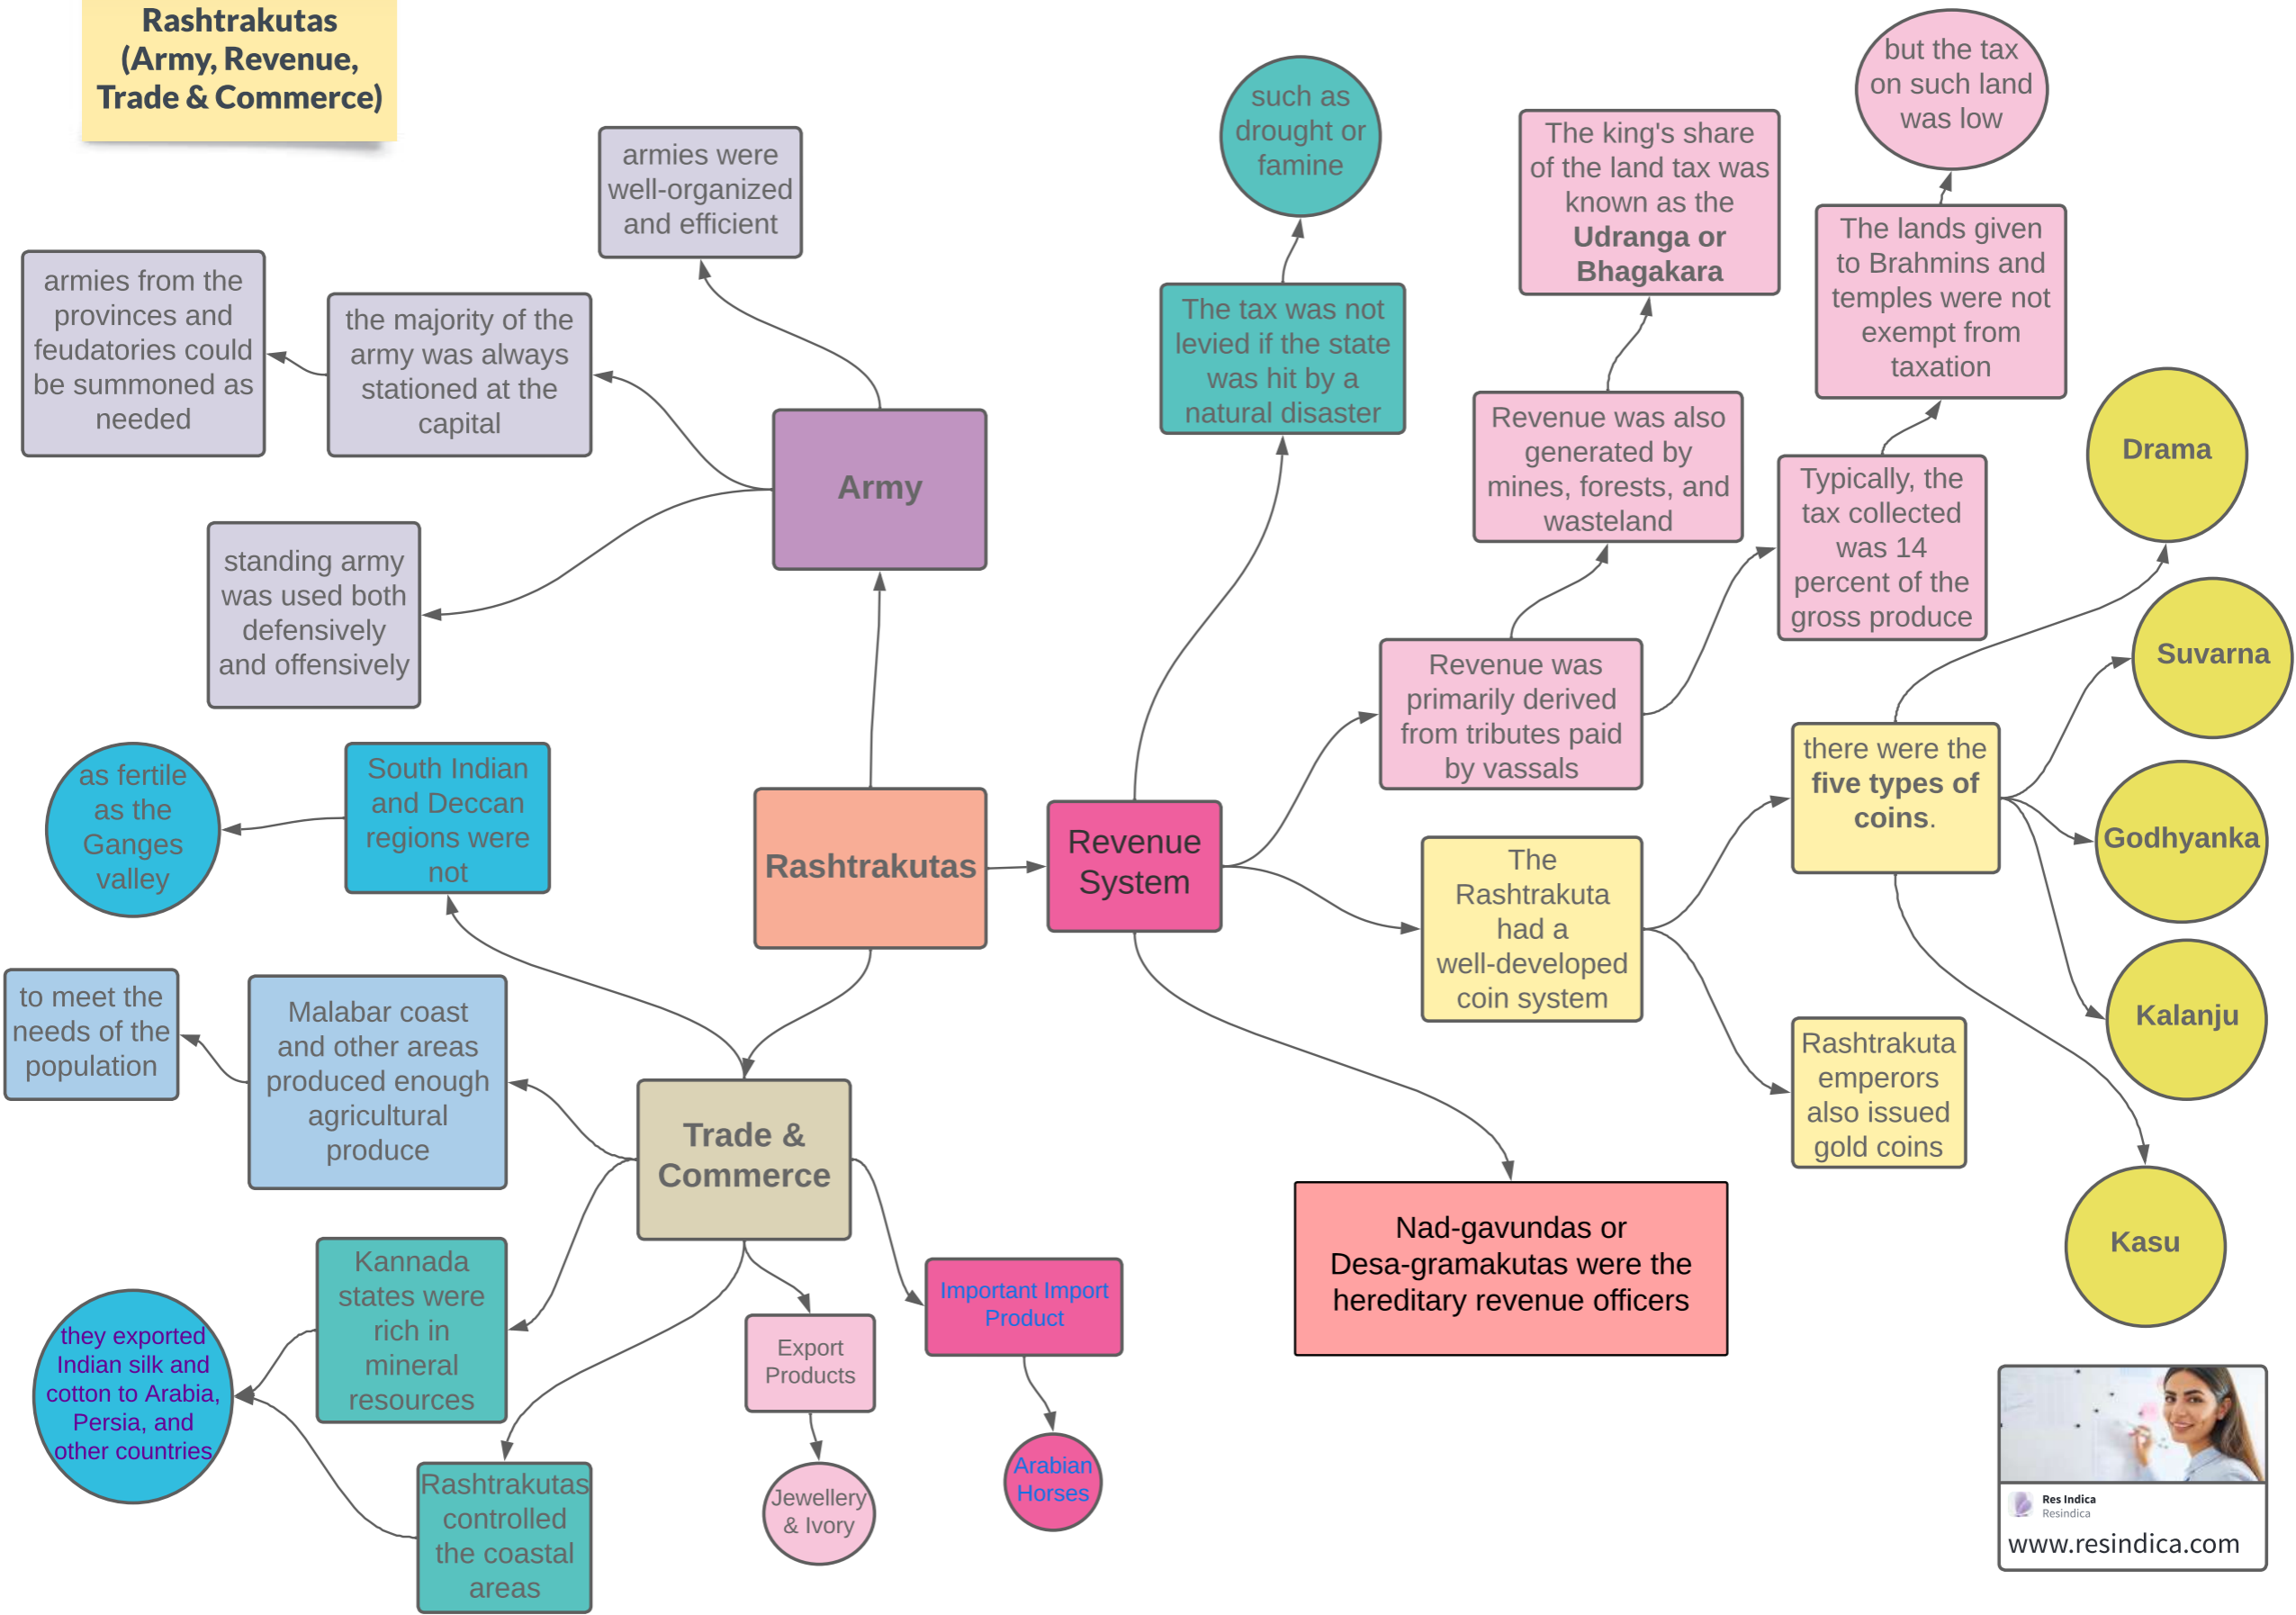 Rashtrakutas
(Army, Revenue,
Trade & Commerce)
armies were
well-organized
and efficient
armies from the
provinces and
feudatories could
be summoned as
needed
the majority of the
army was always
stationed at the
capital
Army
standing army
was used both
defensively
and offensively
such as
drought or
famine
The tax was not
levied if the state
was hit by a
natural disaster
The king's share
of the land tax was
known as the
Udranga or
Bhagakara
Revenue was also
generated by
mines, forests, and
wasteland
but the tax
on such land
was low
The lands given
to Brahmins and
temples were not
exempt from
taxation
Typically, the
tax collected
was 14
percent of the
gross produce
Revenue was
primarily derived
from tributes paid
by vassals
Drama
Suvarna
Godhyanka
Kalanju
Kasu
there were the
five types of
coins.
The
Rashtrakuta
had a
well-developed
coin system
Rashtrakuta
emperors
also issued
gold coins
Rashtrakutas
Revenue
System
Nad-gavundas or
Desa-gramakutas were the
hereditary revenue officers
as fertile
as the
Ganges
valley
South Indian
and Deccan
regions were
not
to meet the
needs of the
population
Malabar coast
and other areas
produced enough
agricultural
produce
Trade &
Commerce
Kannada
states were
rich in
mineral
resources
they exported
Indian silk and
cotton to Arabia,
Persia, and
other countries
Rashtrakutas
controlled
the coastal
areas
Export
Products
Jewellery
& Ivory
Important Import
Product
Arabian
Horses
Res Indica
Resindica
www.resindica.com